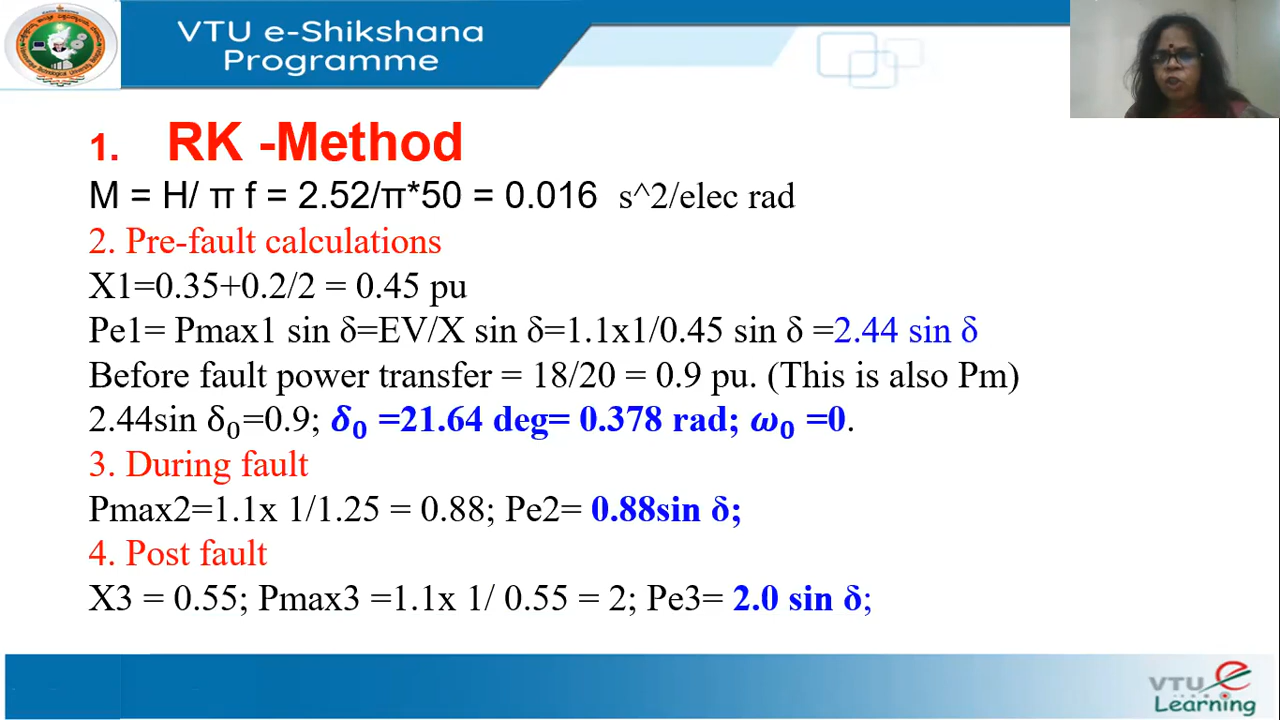 VTU e-Shikshana
Programme
1. RK -Method
M = H/ π f = 2.52/π*50 = 0.016 s^2/elec rad
2. Pre-fault calculations
X1=0.35+0.2/2 = 0.45 pu
Pe1= Pmax1 sin δ=EV/X sin δ=1.1x1/0.45 sin δ =2.44 sin δ
Before fault power transfer = 18/20 = 0.9 pu. (This is also Pm)
2.44sin δ₀=0.9; δ₀ =21.64 deg= 0.378 rad; ω₀ =0.
3. During fault
Pmax2=1.1x 1/1.25 = 0.88; Pe2= 0.88sin δ;
4. Post fault
X3 = 0.55; Pmax3 =1.1x 1/ 0.55 = 2; Pe3= 2.0 sin δ;
VTU e
Learning